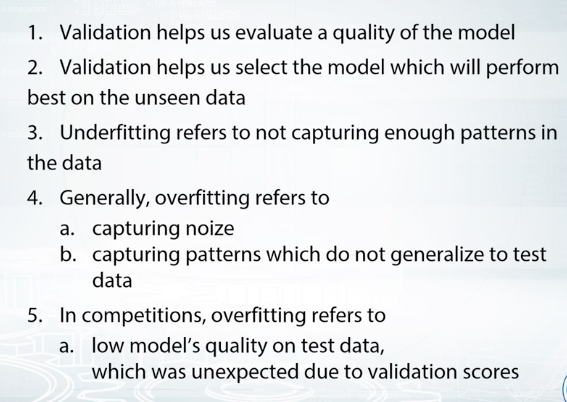 1. Validation helps us evaluate a quality of the model
2. Validation helps us select the model which will perform
best on the unseen data
3. Underfitting refers to not capturing enough patterns in
the data
4. Generally, overfitting refers to
a. capturing noize
b. capturing patterns which do not generalize to test
data
5. In competitions, overfitting refers to
a. low model's quality on test data,
which was unexpected due to validation scores